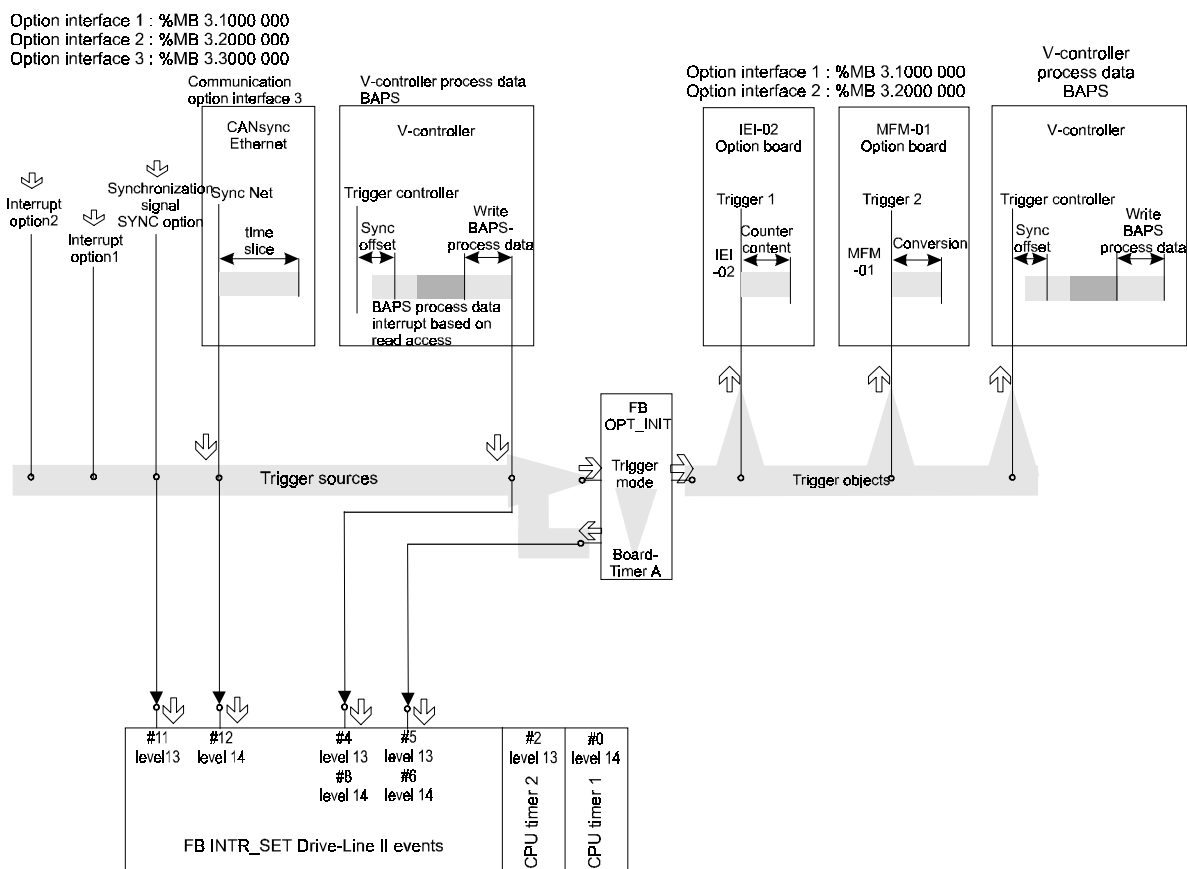 Option interface 1 : %MB 3.1000 000
Option interface 2 : %MB 3.2000 000
Option interface 3 : %MB 3.3000 000
Communication
option interface 3
V-controller process data
BAPS
Option interface 1 : %MB 3.1000 000
Option interface 2 : %MB 3.2000 000
V-controller
process data
BAPS
CANsync
Ethernet
V-controller
IEI-02
Option board
MFM-01
Option board
V-controller
Interrupt
option2
Interrupt
option1
Synchronization
signal
SYNC option
Sync Net
time
slice
Trigger controller
Sync
offset
Write
BAPS-
process data
BAPS process data
interrupt based on
read access
Trigger 1
IEI
-02
Counter
content
Trigger 2
MFM
-01
Conversion
Trigger controller
Sync
offset
Write
BAPS
process data
FB
OPT_INIT
Trigger
mode
Board-
Timer A
Trigger sources
Trigger objects
#11
level13
#12
level 14
#4
level 13
#8
level 14
#5
level 13
#6
level 14
#2
level 13
#0
level 14
CPU timer 2
CPU timer 1
FB INTR_SET Drive-Line II events